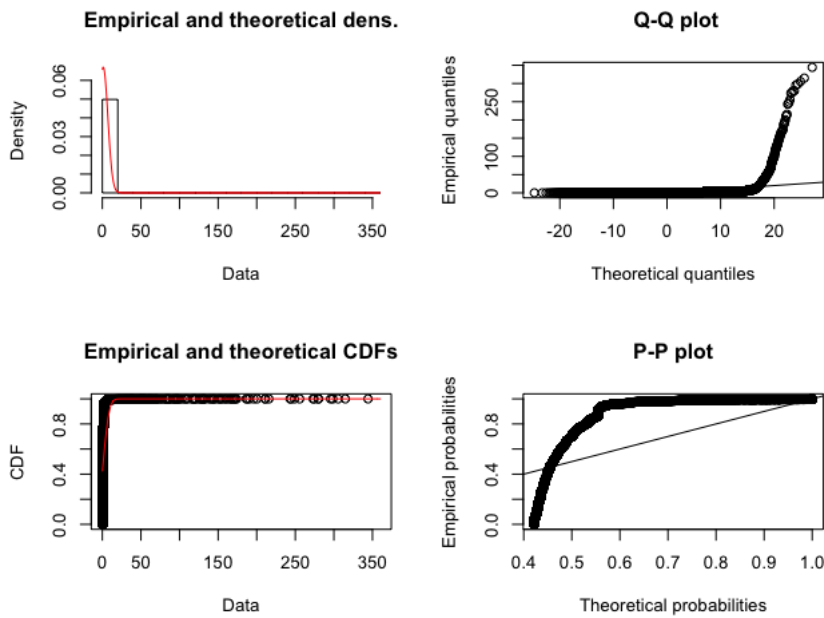 Empirical and theoretical dens.
Density
0.00 0.03 0.06
0 50 150 250 350
Data
Q-Q plot
Empirical quantiles
0 100 250
-20 -10 0 10 20
Theoretical quantiles
Empirical and theoretical CDFs
CDF
0.0 0.4 0.8
0 50 150 250 350
Data
P-P plot
Empirical probabilities
0.0 0.4 0.8
0.4 0.5 0.6 0.7 0.8 0.9 1.0
Theoretical probabilities